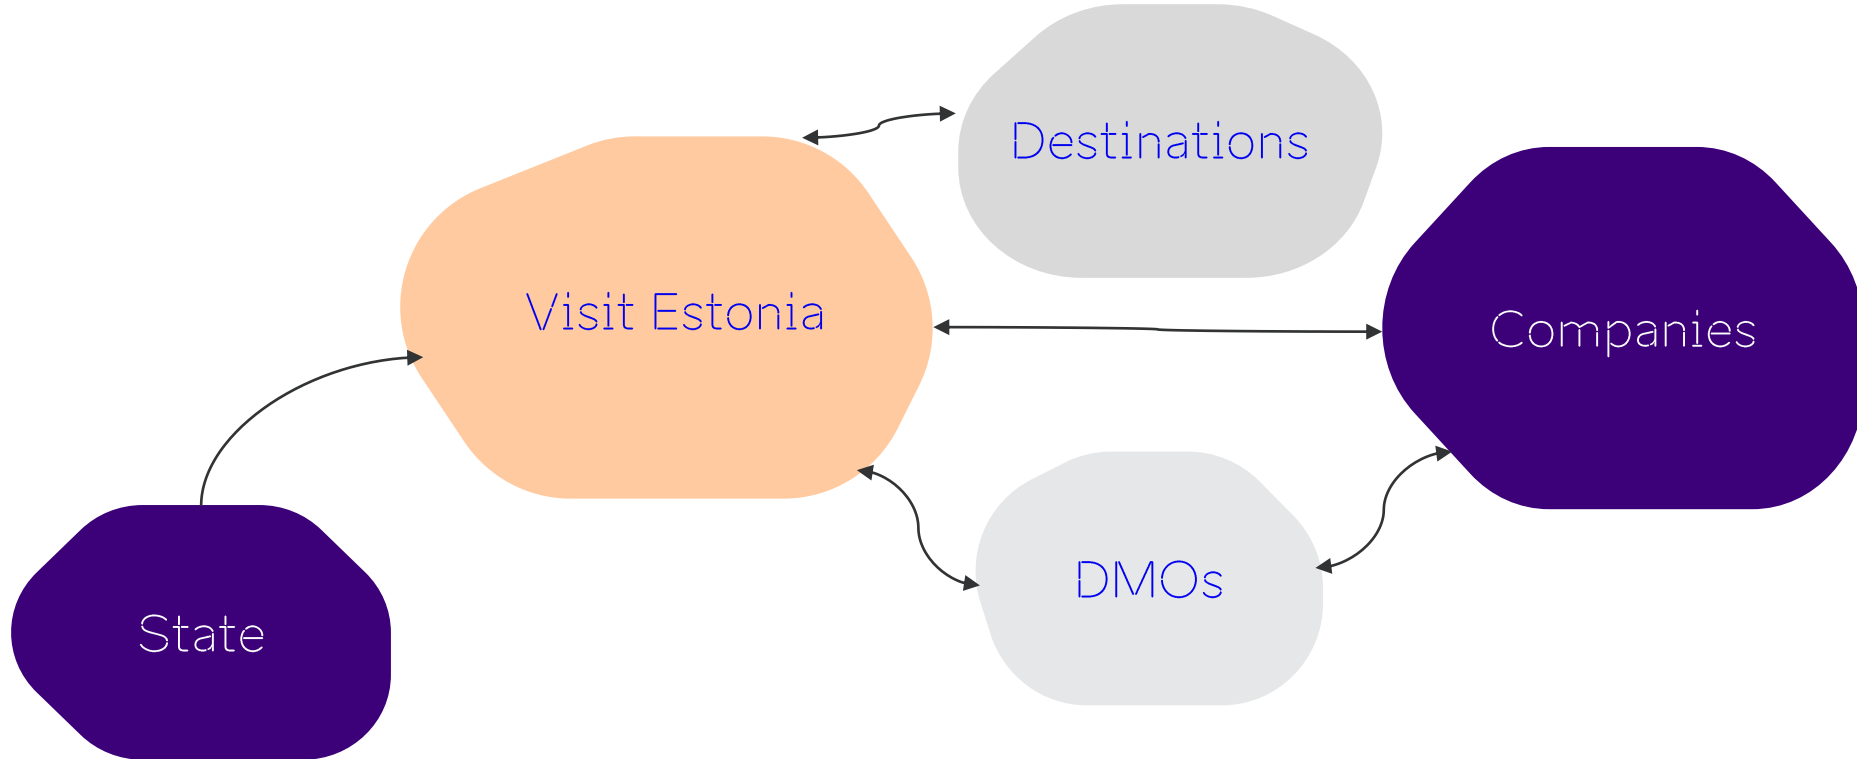 Destinations
Visit Estonia
Companies
DMOs
State